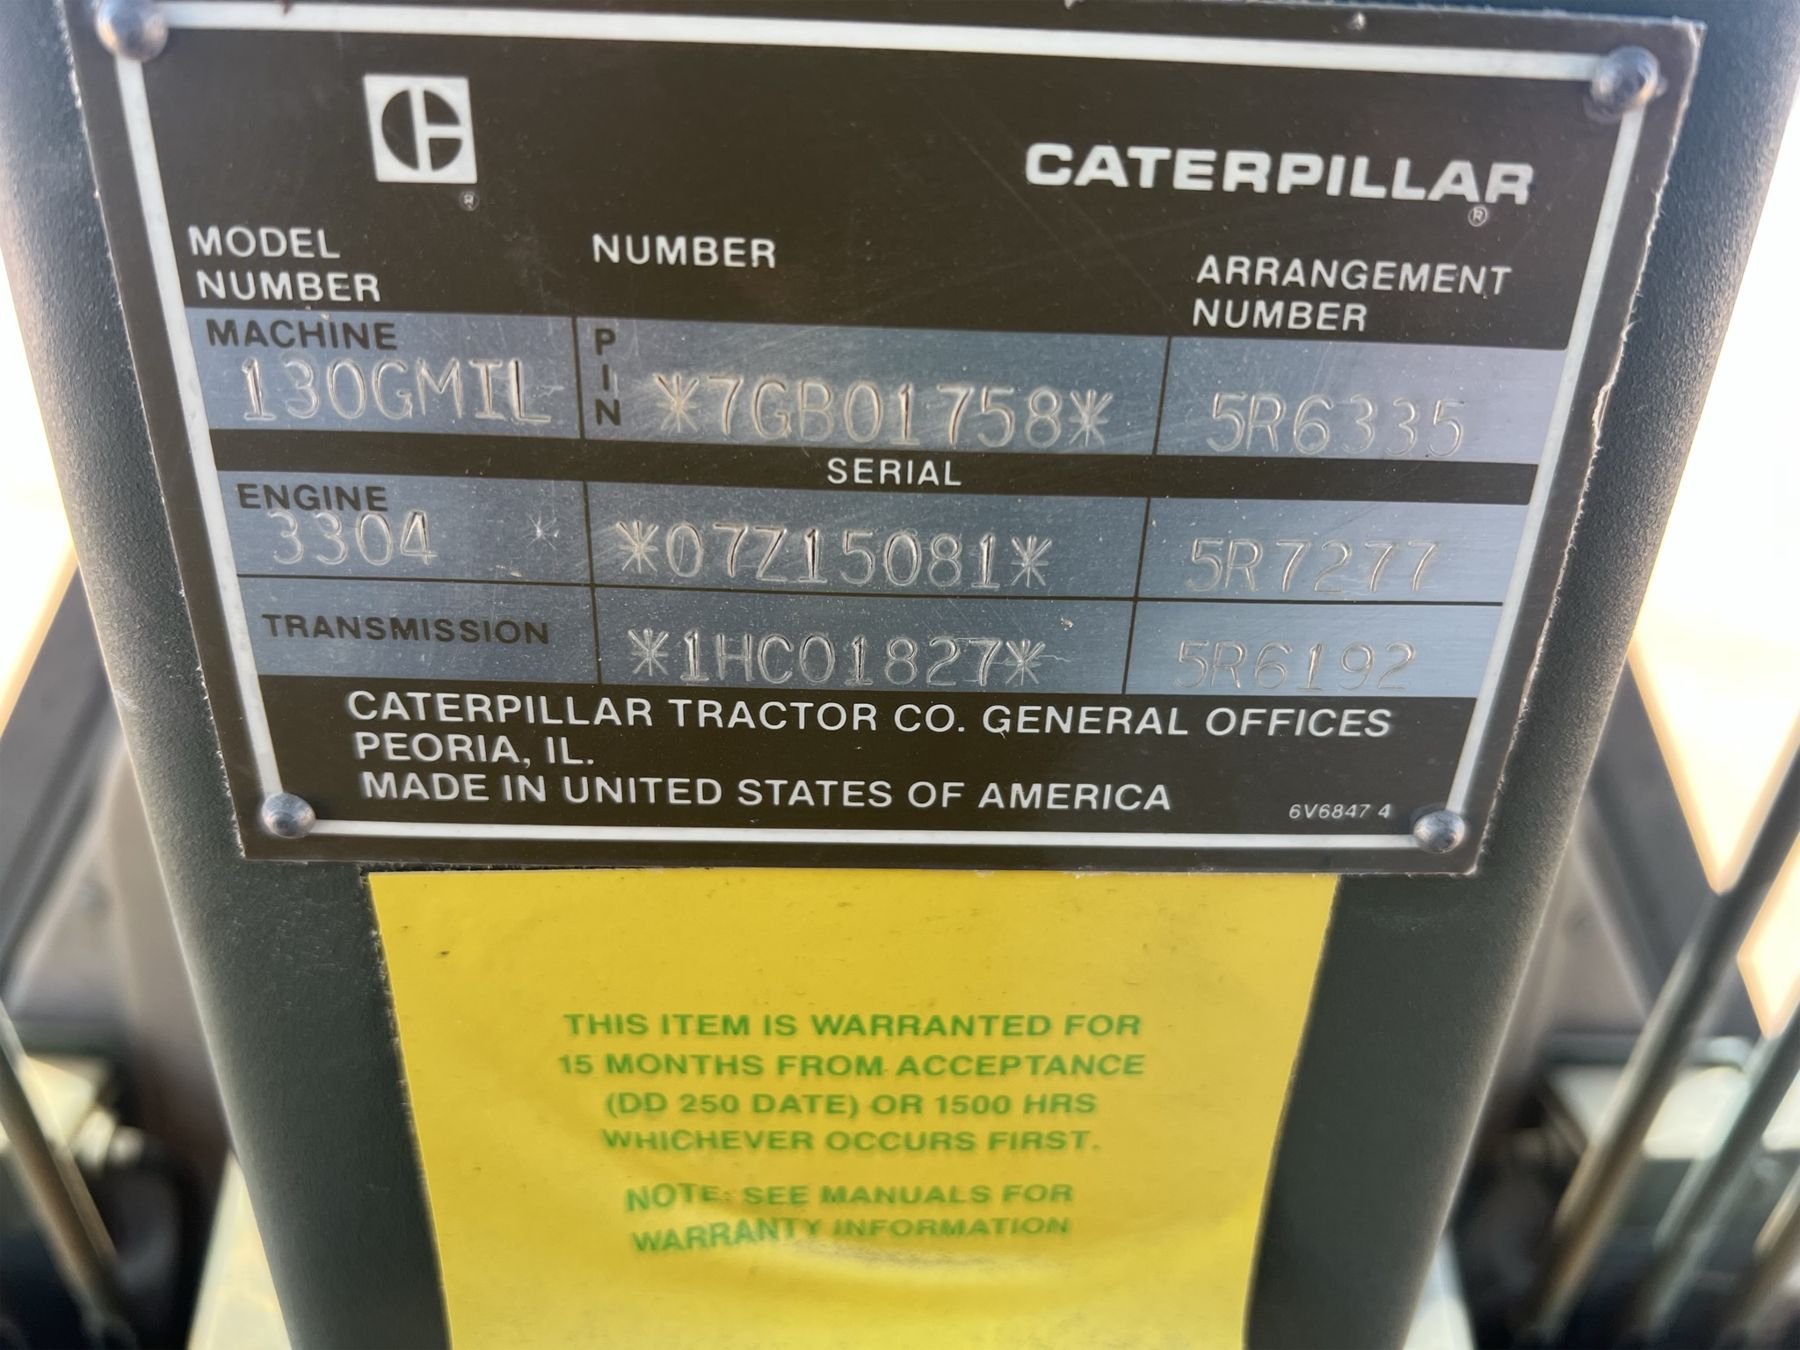 ®
CATERPILLAR
®
MODEL
NUMBER
NUMBER
ARRANGEMENT
NUMBER
MACHINE
130GMIL
PIN
*7GB01758*
5R6335
SERIAL
ENGINE
3304 *
*07Z15081*
5R7277
TRANSMISSION
*1HC01827*
5R6192
CATERPILLAR TRACTOR CO. GENERAL OFFICES
PEORIA, IL.
MADE IN UNITED STATES OF AMERICA
6V6847 4
THIS ITEM IS WARRANTED FOR
15 MONTHS FROM ACCEPTANCE
(DD 250 DATE) OR 1500 HRS
WHICHEVER OCCURS FIRST.
NOTE: SEE MANUALS FOR
WARRANTY INFORMATION